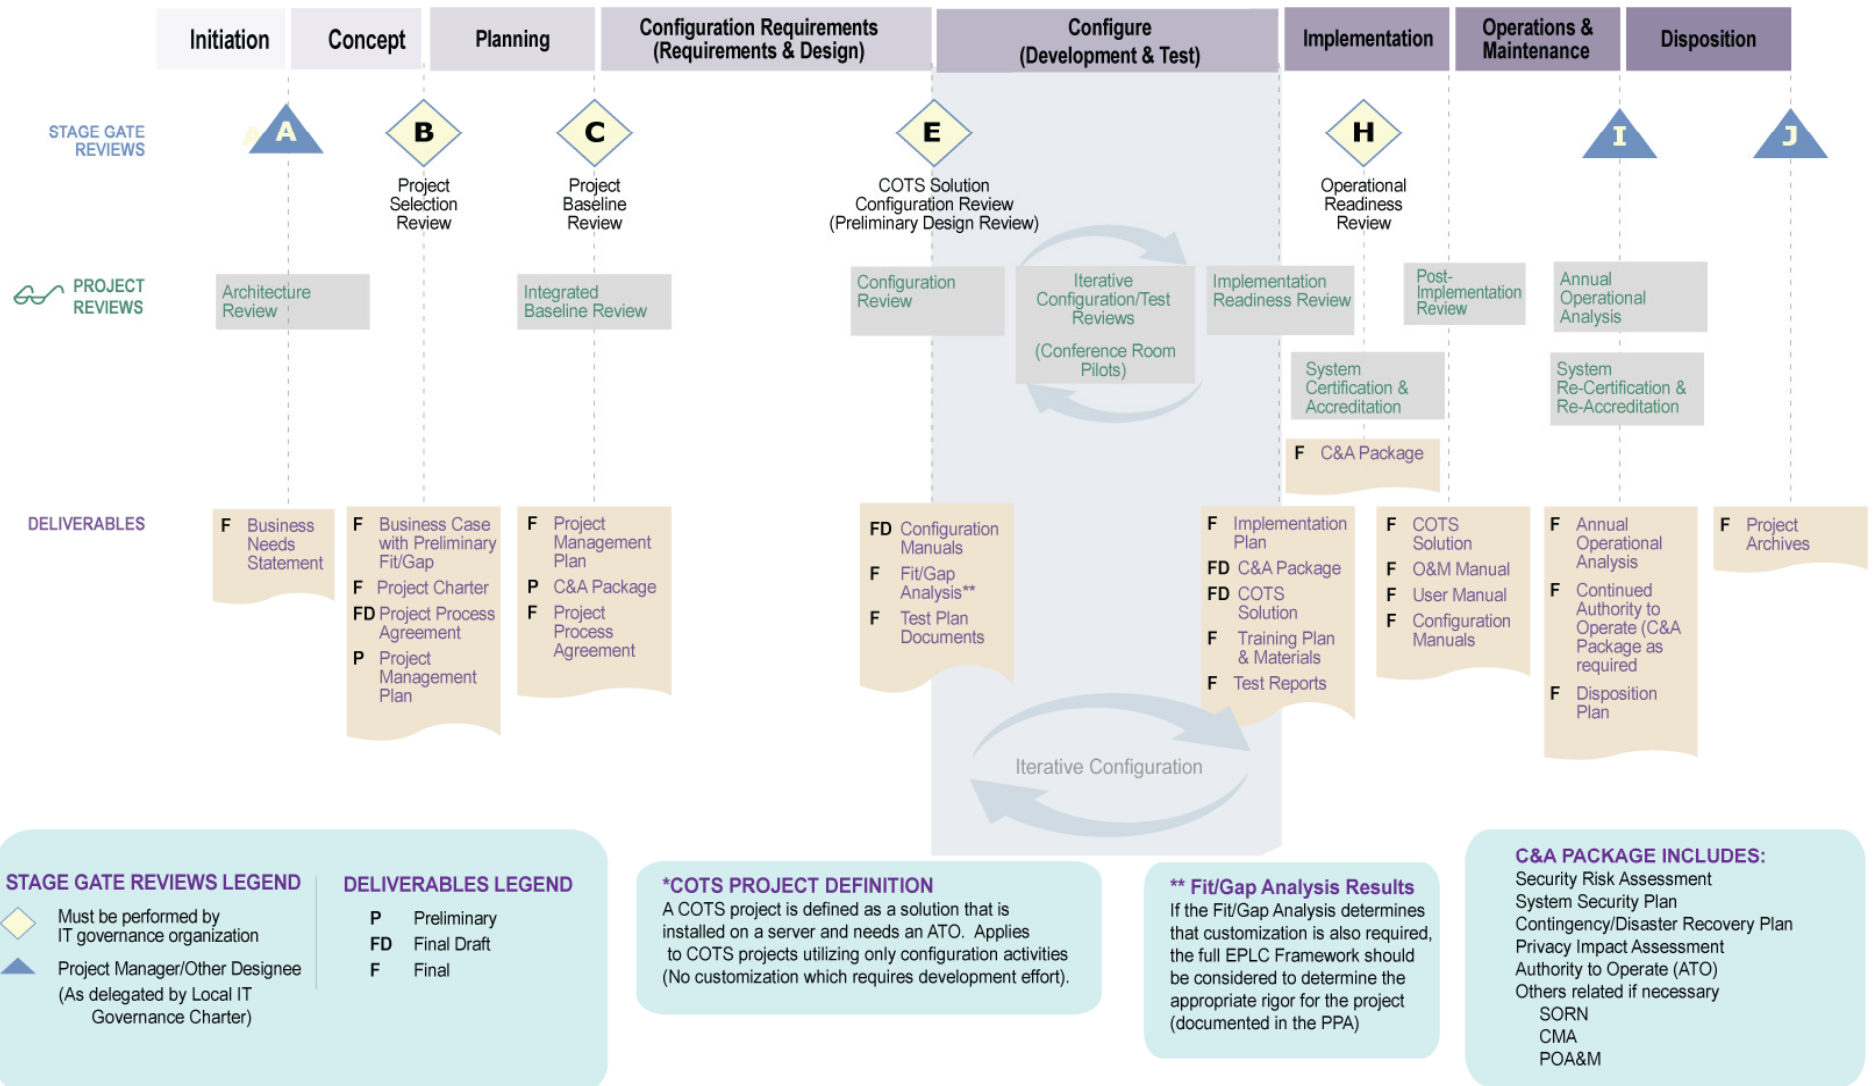 Initiation
Concept
Planning
Configuration Requirements
(Requirements & Design)
Configure
(Development & Test)
Implementation
Operations &
Maintenance
Disposition
STAGE GATE
REVIEWS
A
A
B
C
E
H
I
J
Project
Selection
Review
Project
Baseline
Review
COTS Solution
Configuration Review
(Preliminary Design Review)
Operational
Readiness
Review
PROJECT
REVIEWS
Architecture
Review
Integrated
Baseline Review
Configuration
Review
Iterative
Configuration/Test
Reviews
(Conference Room
Pilots)
Implementation
Readiness Review
Post-
Implementation
Review
Annual
Operational
Analysis
System
Certification &
Accreditation
System
Re-Certification &
Re-Accreditation
F C&A Package
DELIVERABLES
F Business
Needs
Statement
F Business Case
with Preliminary
Fit/Gap
F Project Charter
FD Project Process
Agreement
P Project
Management
Plan
F Project
Management
Plan
P C&A Package
F Project
Process
Agreement
FD Configuration
Manuals
F Fit/Gap
Analysis**
F Test Plan
Documents
F Implementation
Plan
FD C&A Package
FD COTS
Solution
F Training Plan
& Materials
F Test Reports
F COTS
Solution
F O&M Manual
F User Manual
F Configuration
Manuals
F Annual
Operational
Analysis
F Continued
Authority to
Operate (C&A
Package as
required
F Disposition
Plan
F Project
Archives
Iterative Configuration
STAGE GATE REVIEWS LEGEND
Must be performed by
IT governance organization
Project Manager/Other Designee
(As delegated by Local IT
Governance Charter)
DELIVERABLES LEGEND
P Preliminary
FD Final Draft
F Final
*COTS PROJECT DEFINITION
A COTS project is defined as a solution that is
installed on a server and needs an ATO. Applies
to COTS projects utilizing only configuration activities
(No customization which requires development effort).
** Fit/Gap Analysis Results
If the Fit/Gap Analysis determines
that customization is also required,
the full EPLC Framework should
be considered to determine the
appropriate rigor for the project
(documented in the PPA)
C&A PACKAGE INCLUDES:
Security Risk Assessment
System Security Plan
Contingency/Disaster Recovery Plan
Privacy Impact Assessment
Authority to Operate (ATO)
Others related if necessary
SORN
CMA
POA&M